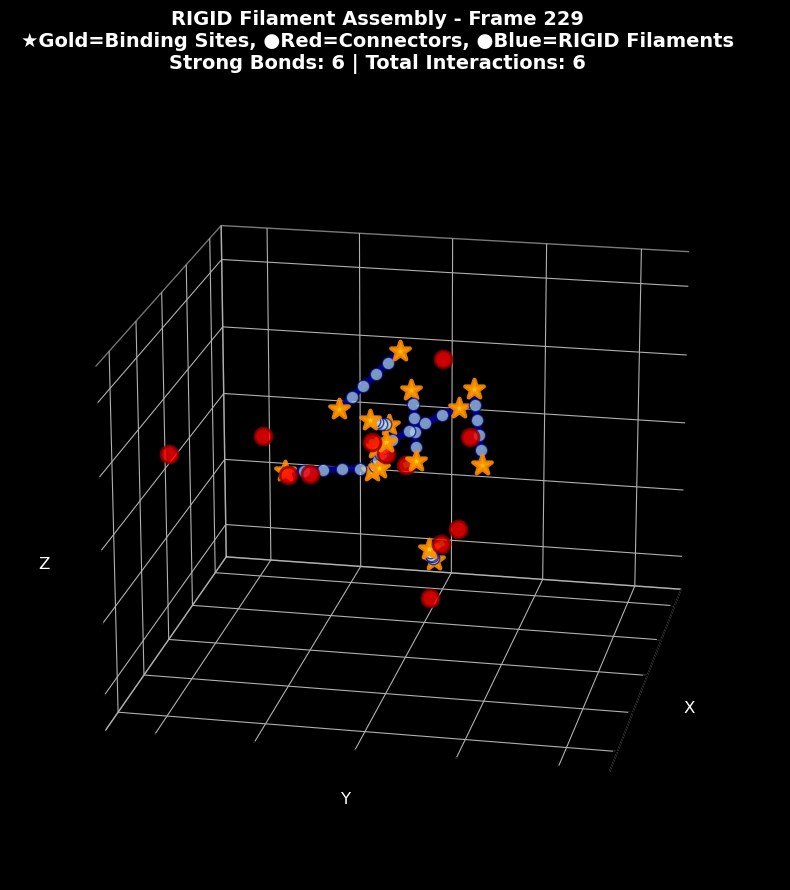 RIGID Filament Assembly - Frame 229
★Gold=Binding Sites, ●Red=Connectors, ●Blue=RIGID Filaments
Strong Bonds: 6 | Total Interactions: 6
Z
X
Y